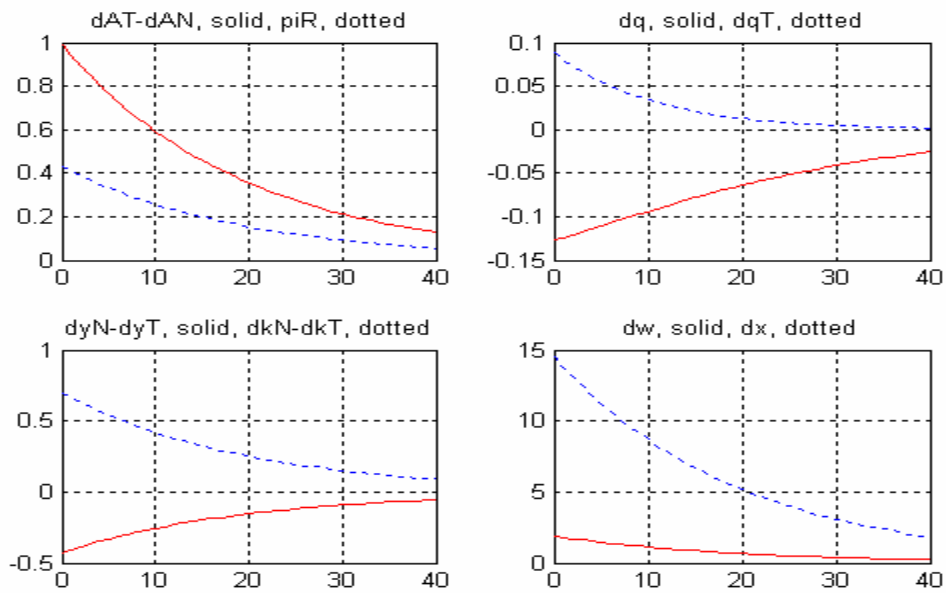 dAT-dAN, solid, piR, dotted
1
0.8
0.6
0.4
0.2
0
0 10 20 30 40
dq, solid, dqT, dotted
0.1
0.05
0
-0.05
-0.1
-0.15
0 10 20 30 40
dyN-dyT, solid, dkN-dkT, dotted
1
0.5
0
-0.5
0 10 20 30 40
dw, solid, dx, dotted
15
10
5
0
0 10 20 30 40